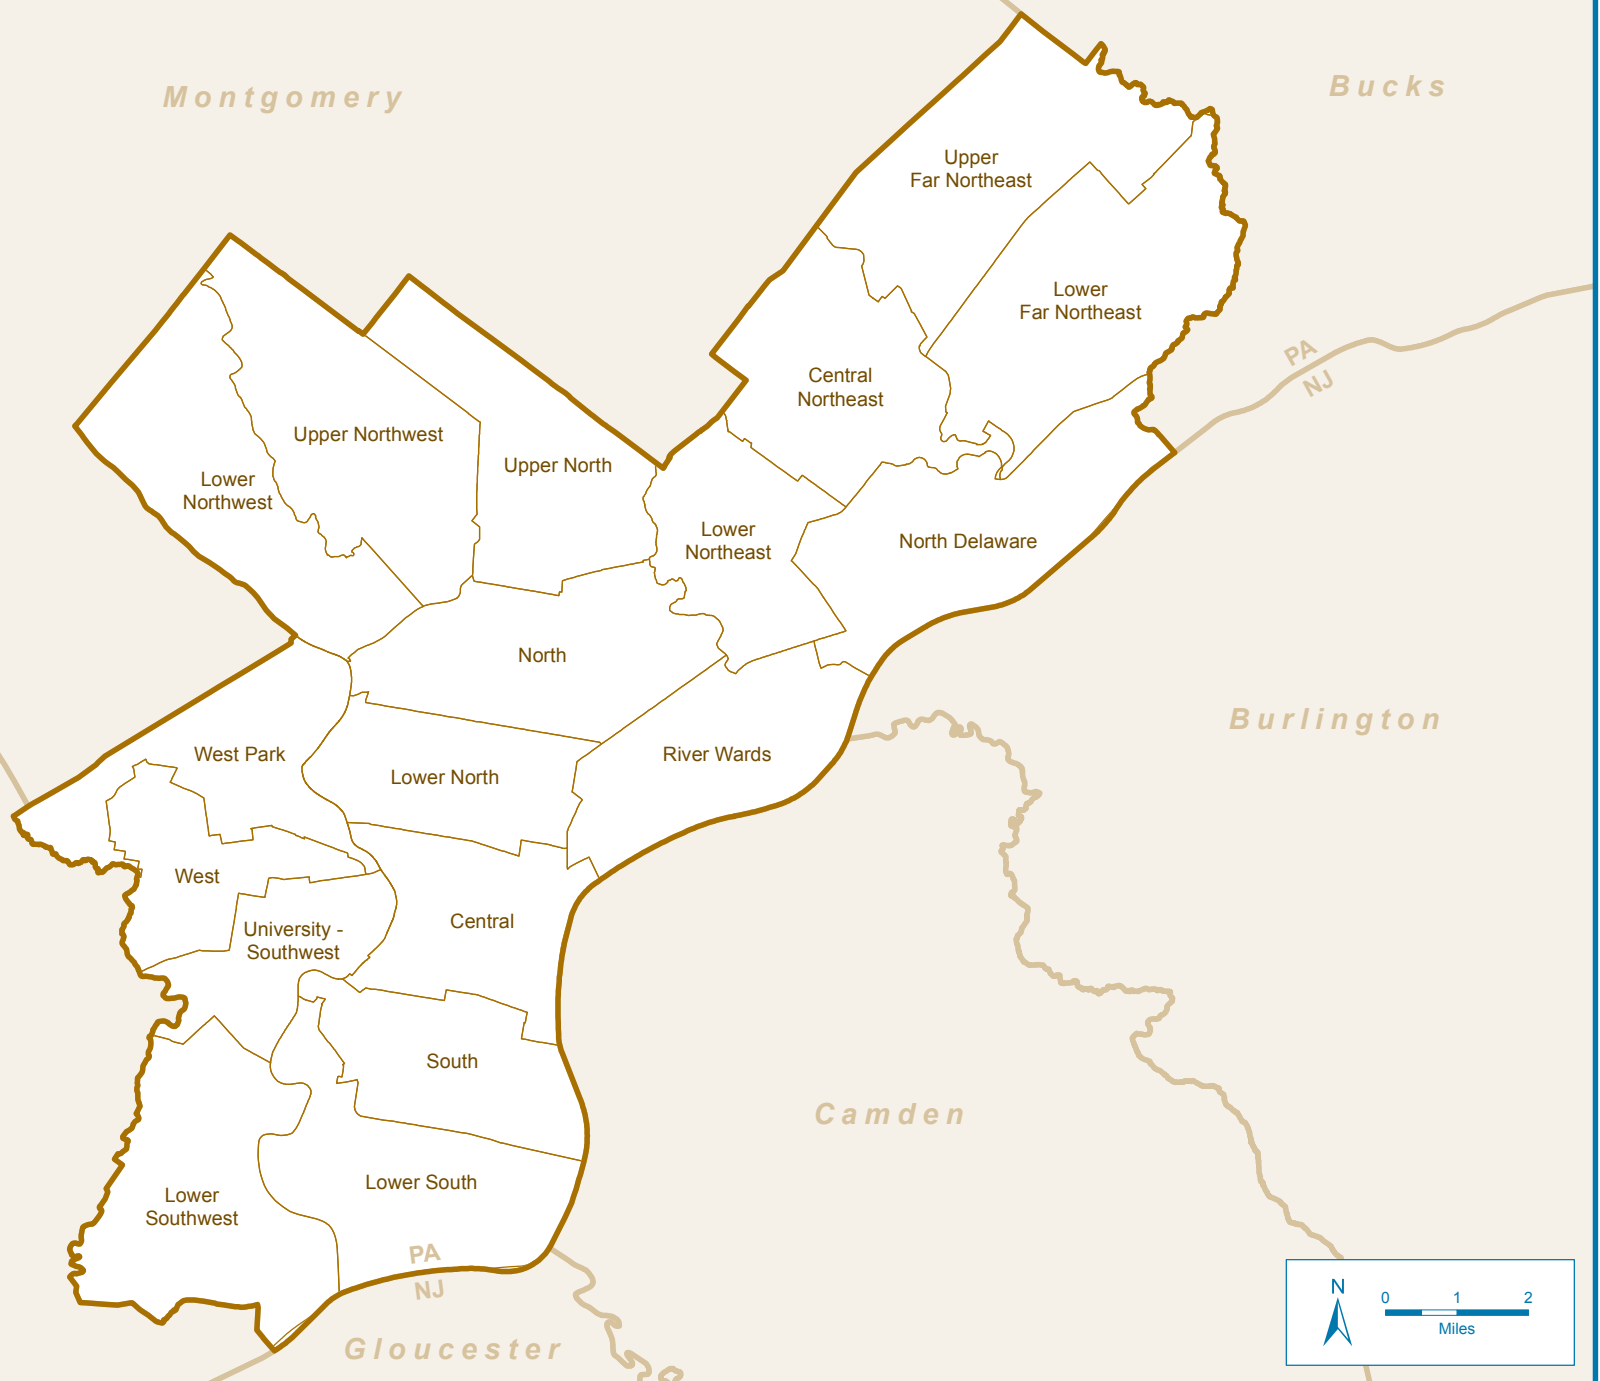 Montgomery
Bucks
Upper
Far Northeast
Lower
Far Northeast
PA
NJ
Central
Northeast
Upper Northwest
Upper North
Lower
Northwest
Lower
Northeast
North Delaware
North
Burlington
West Park
Lower North
River Wards
West
University -
Southwest
Central
South
Camden
Lower South
Lower
Southwest
PA
NJ
Gloucester
N
0 1 2
Miles